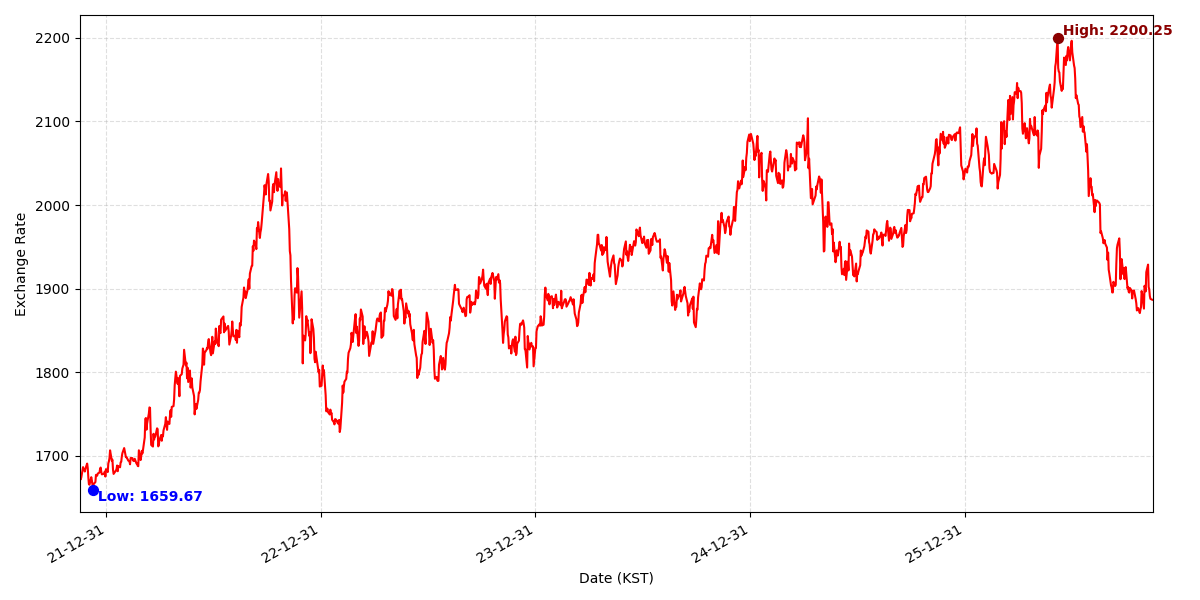 High: 2200.25
2200
2100
2000
1900
1800
1700
Exchange Rate
Low: 1659.67
21-12-31
22-12-31
23-12-31
24-12-31
25-12-31
Date (KST)